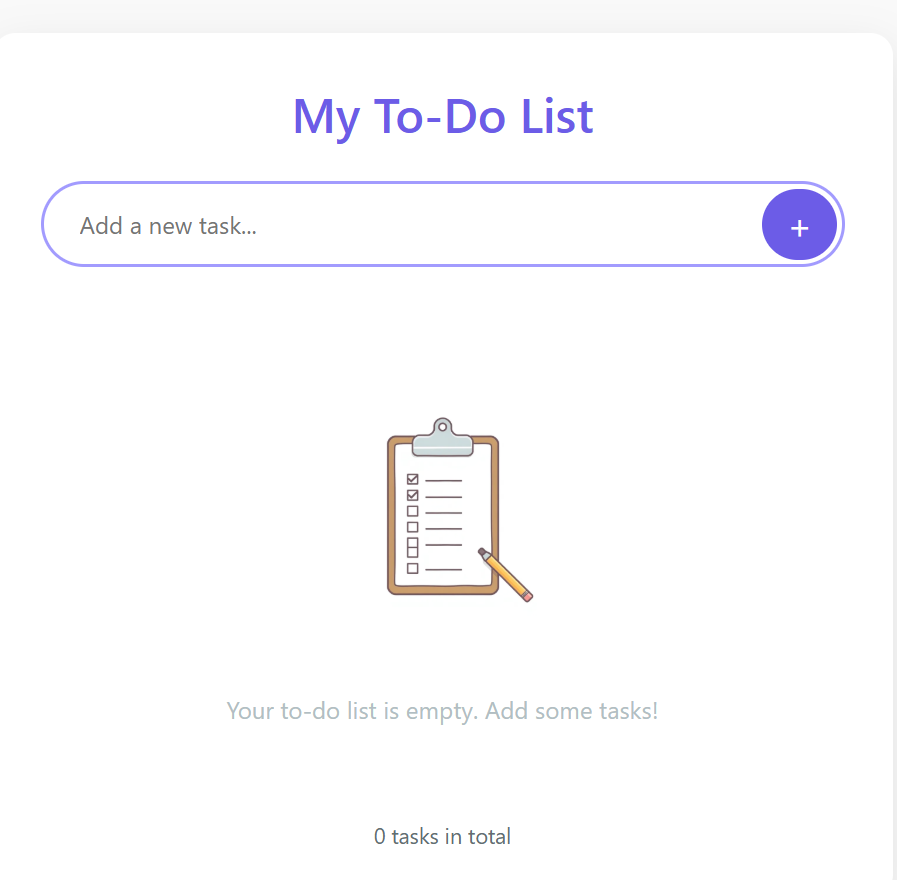 My To-Do List
Add a new task...
+
Your to-do list is empty. Add some tasks!
0 tasks in total